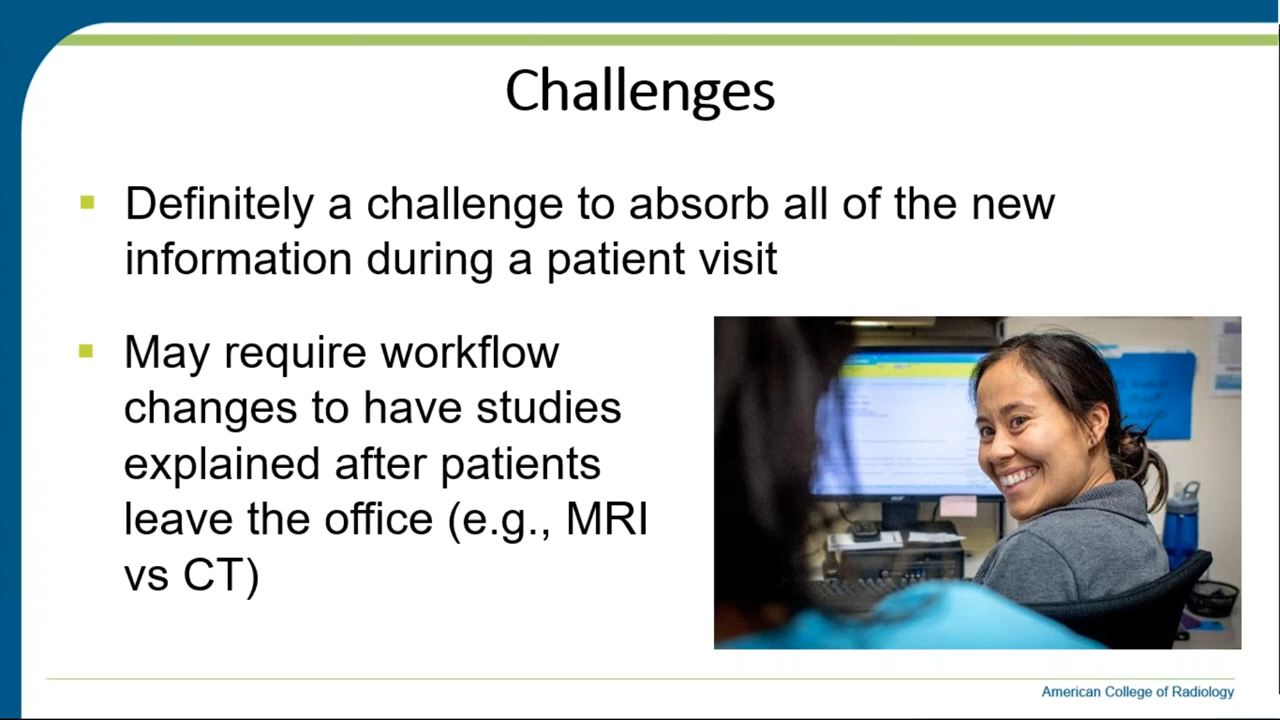 Challenges
Definitely a challenge to absorb all of the new
information during a patient visit
May require workflow
changes to have studies
explained after patients
leave the office (e.g., MRI
vs CT)
American College of Radiology